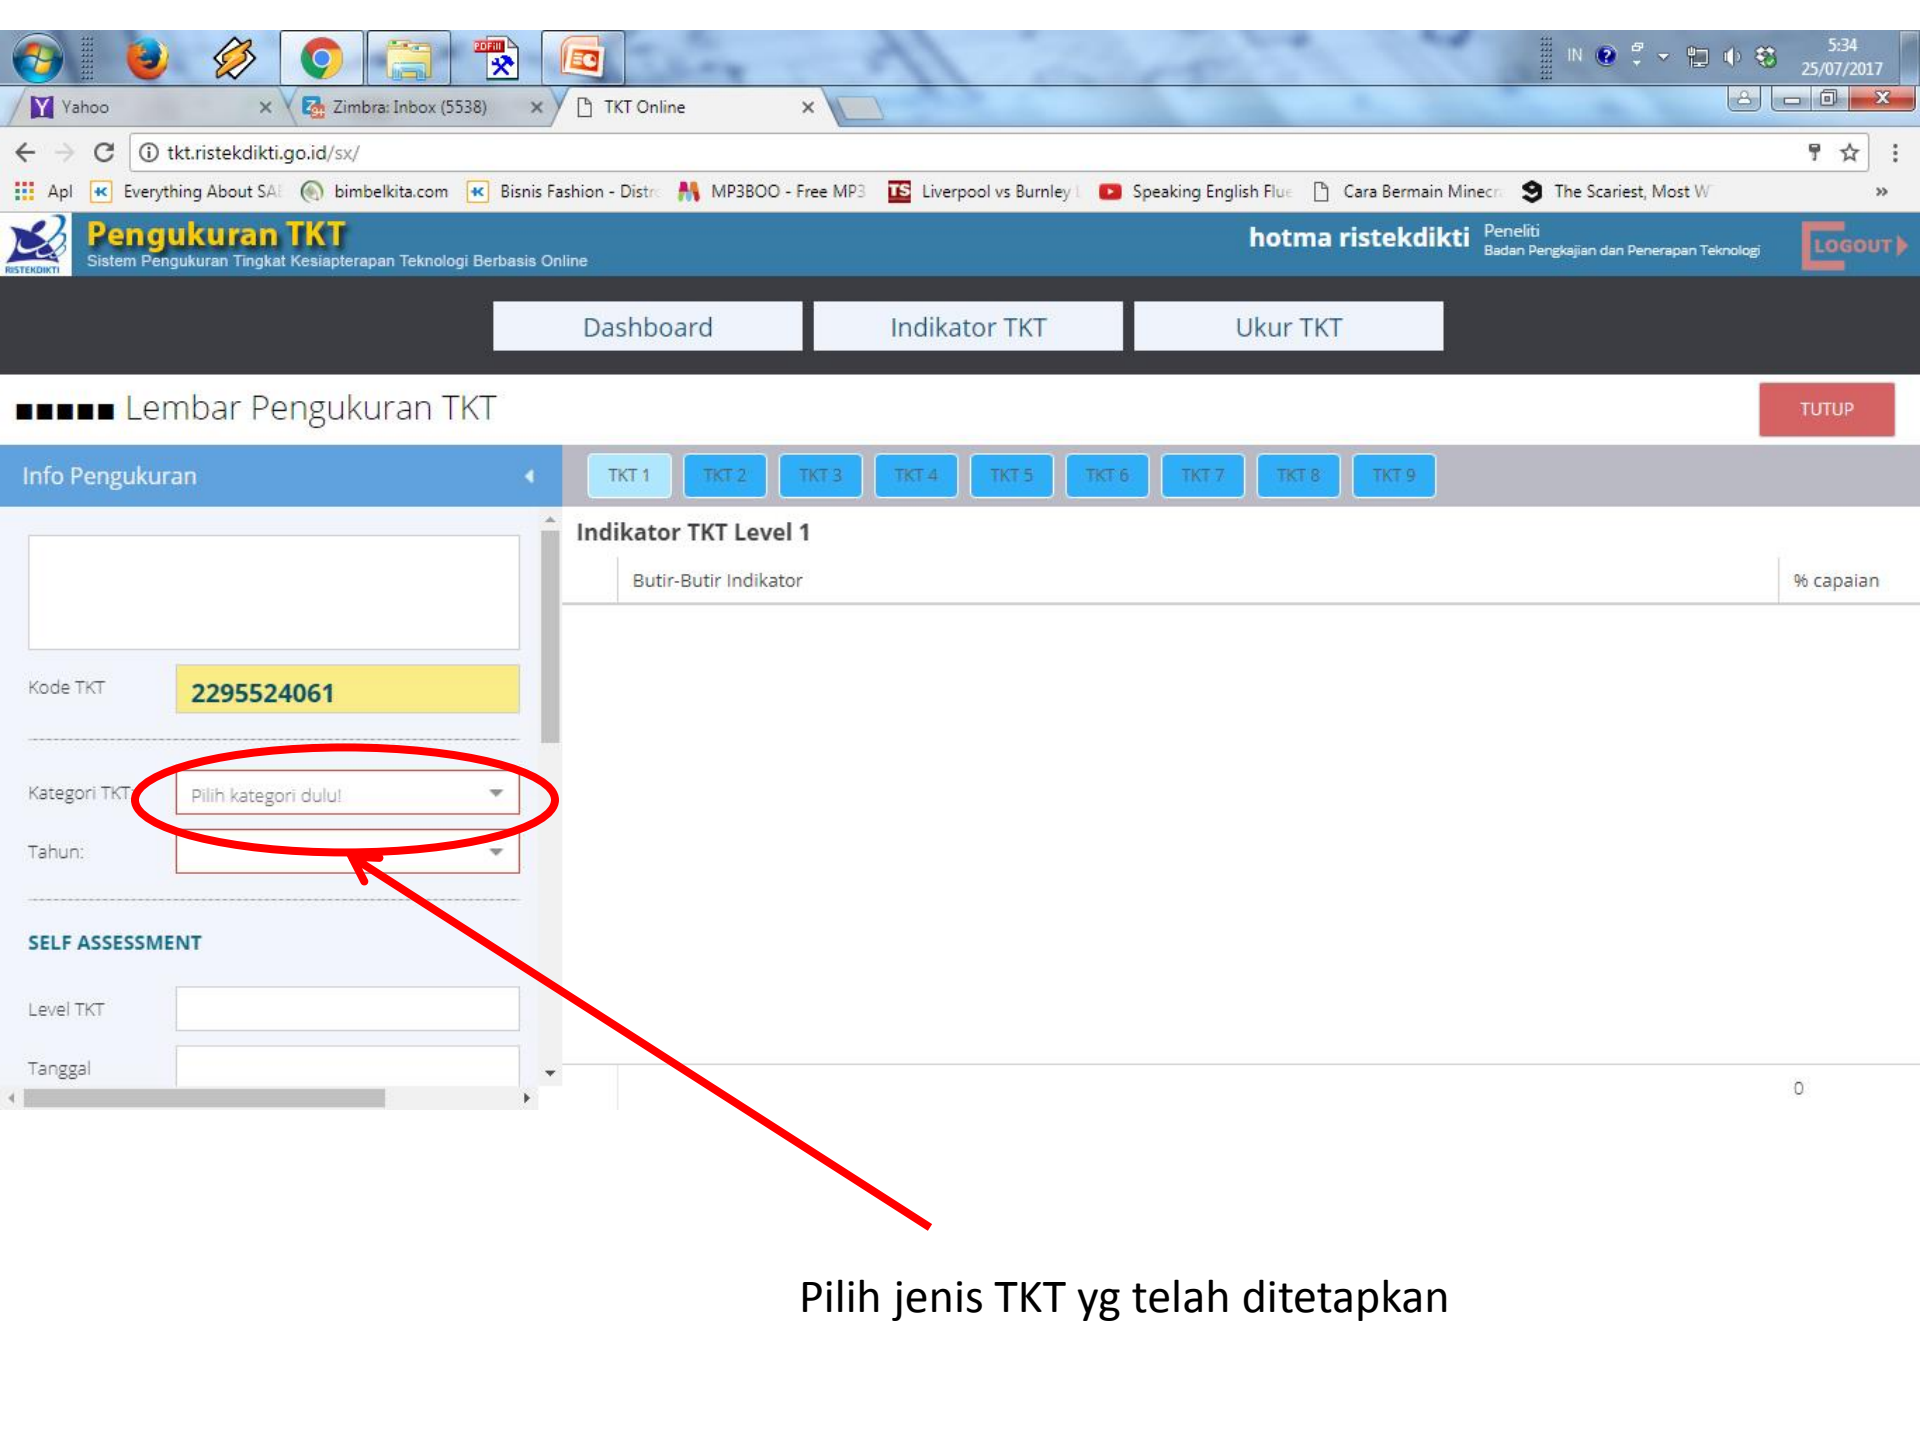 PDFill
IN
5:34
25/07/2017
Yahoo
Zimbra: Inbox (5538)
TKT Online
tkt.ristekdikti.go.id/sx/
Apl
Everything About SA
bimbelkita.com
Bisnis Fashion - Distr
MP3BOO - Free MP3
TS
Liverpool vs Burnley
Speaking English Flue
Cara Bermain Minecr
The Scariest, Most W
»
RISTEKDIKTI
Pengukuran TKT
Sistem Pengukuran Tingkat Kesiapterapan Teknologi Berbasis Online
hotma ristekdikti
Peneliti
Badan Pengkajian dan Penerapan Teknologi
LOGOUT
Dashboard
Indikator TKT
Ukur TKT
Lembar Pengukuran TKT
TUTUP
Info Pengukuran
TKT 1
TKT 2
TKT 3
TKT 4
TKT 5
TKT 6
TKT 7
TKT 8
TKT 9
Indikator TKT Level 1
Butir-Butir Indikator
% capaian
Kode TKT
2295524061
Kategori TKT
Pilih kategori dulu!
Tahun:
SELF ASSESSMENT
Level TKT
Tanggal
0
Pilih jenis TKT yg telah ditetapkan